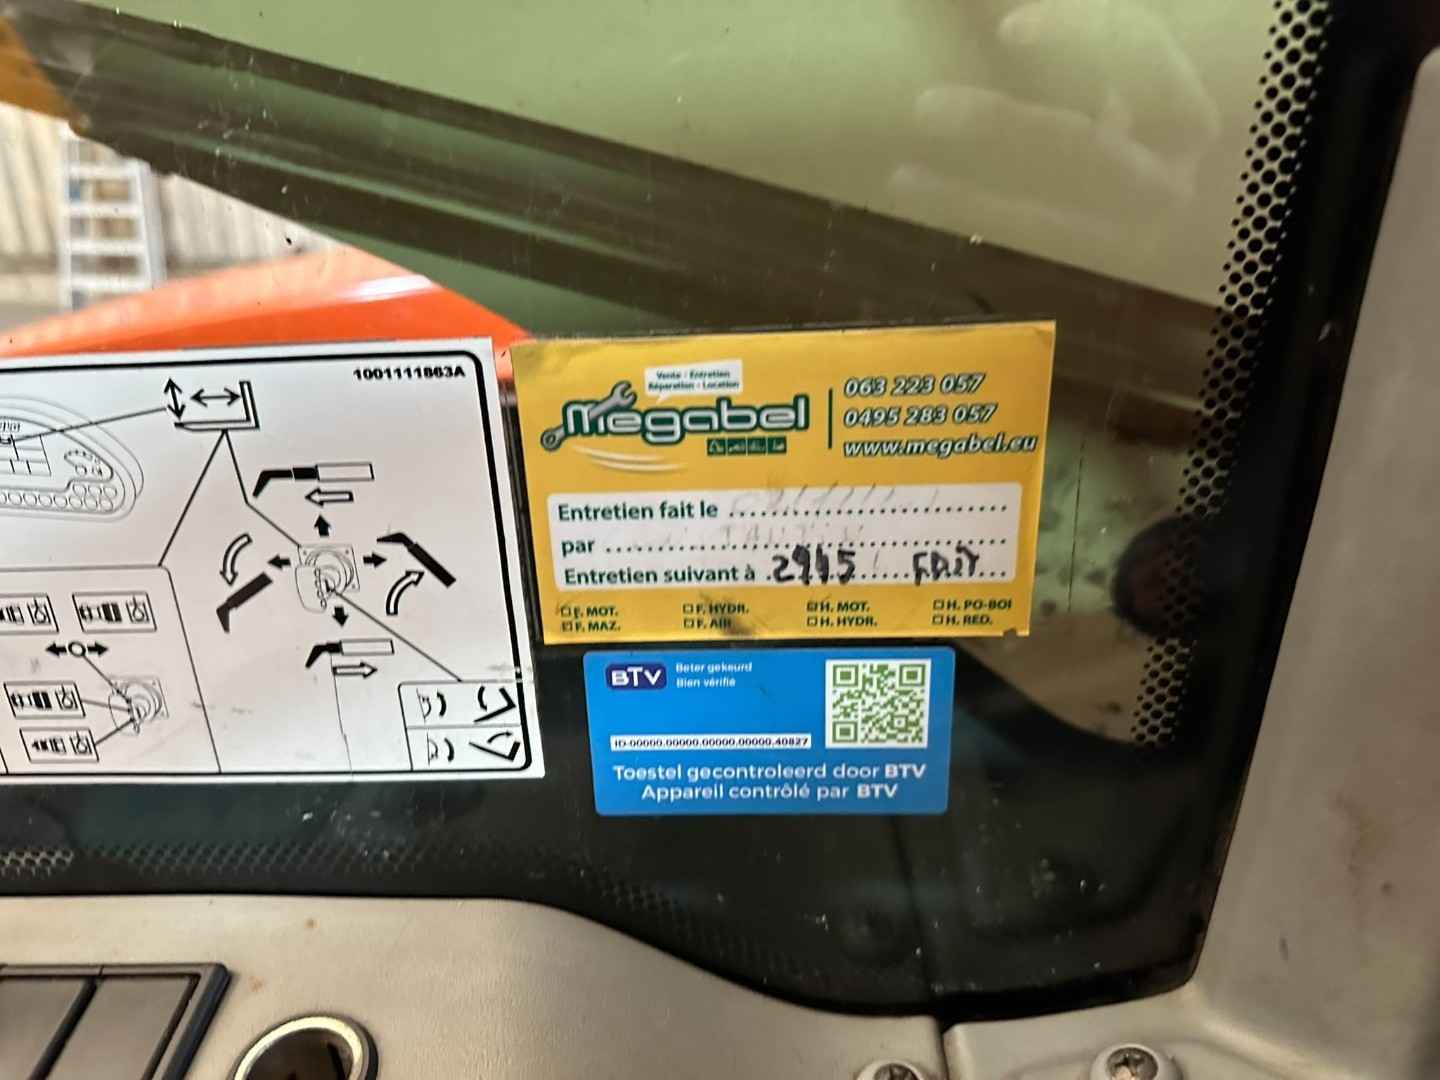 1001111863A
Vente - Entretien
Réparation - Location
Megabel
063 223 057
0495 283 057
www.megabel.eu
Entretien fait le
par
Entretien suivant à 2945 FAIT
F. MOT. F. HYDR. H. MOT. H. PO-BOI
F. MAZ. F. AIR H. HYDR. H. RED.
BTV
Beter gekeurd
Bien vérifié
ID-00000.00000.00000.00000.40827
Toestel gecontroleerd door BTV
Appareil contrôlé par BTV